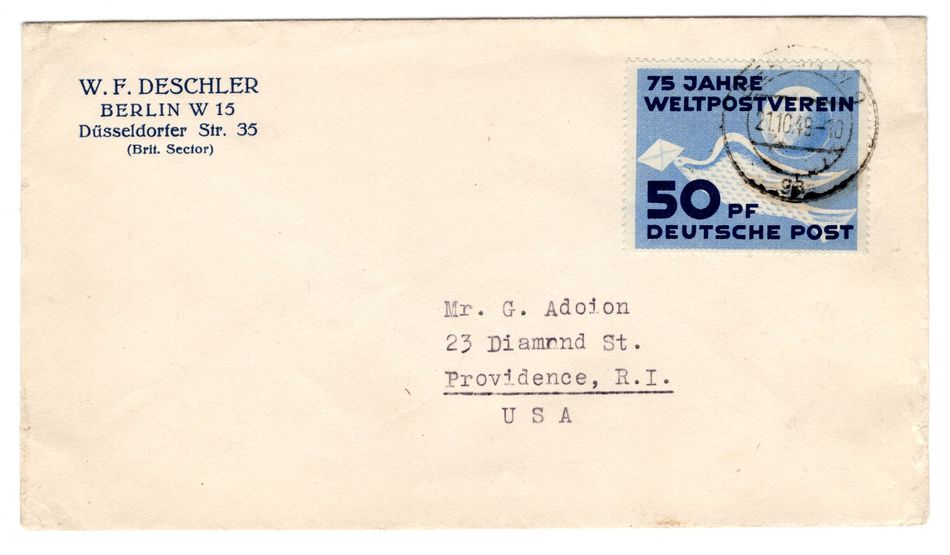 W. F. DESCHLER
BERLIN W 15
Düsseldorfer Str. 35
(Brit. Sector)
75 JAHRE
WELTPOSTVEREIN
21.10.49-10
50 PF
DEUTSCHE POST
Mr. G. Adoion
23 Diamond St.
Providence, R.I.
U S A